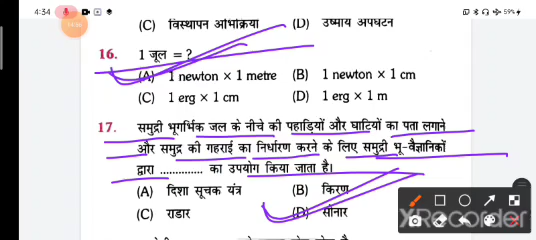 4:34
59%
(C) विस्थापन अभिक्रिया (D) उष्मीय अपघटन
16. 1 जूल = ?
(A) 1 newton × 1 metre (B) 1 newton × 1 cm
(C) 1 erg × 1 cm (D) 1 erg × 1 m
17. समुद्री भूगर्भिक जल के नीचे की पहाड़ियों और घाटियों का पता लगाने
और समुद्र की गहराई का निर्धारण करने के लिए समुद्री भू-वैज्ञानिकों
द्वारा .............. का उपयोग किया जाता है।
(A) दिशा सूचक यंत्र (B) किरण
(C) राडार (D) सोनार
XRecorder